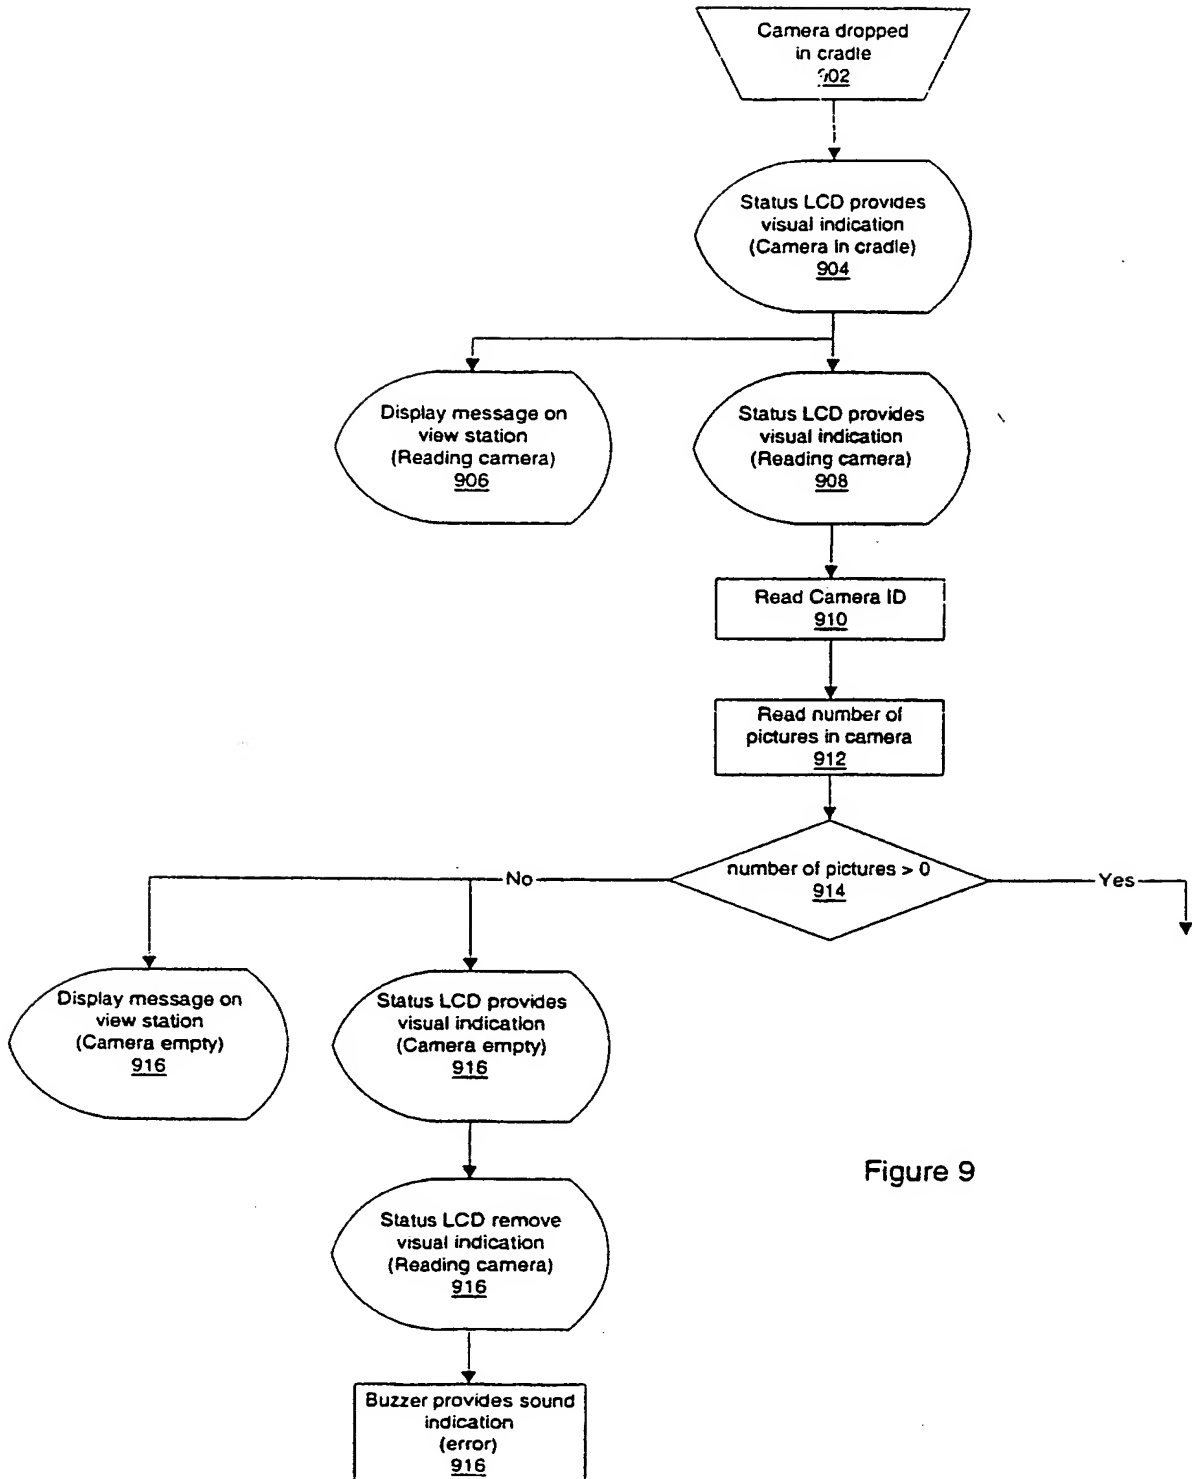 Camera dropped
in cradle
902
Status LCD provides
visual indication
(Camera in cradle)
904
Display message on
view station
(Reading camera)
906
Status LCD provides
visual indication
(Reading camera)
908
Read Camera ID
910
Read number of
pictures in camera
912
number of pictures > 0
914
No
Yes
Display message on
view station
(Camera empty)
916
Status LCD provides
visual indication
(Camera empty)
916
Figure 9
Status LCD remove
visual indication
(Reading camera)
916
Buzzer provides sound
indication
(error)
916